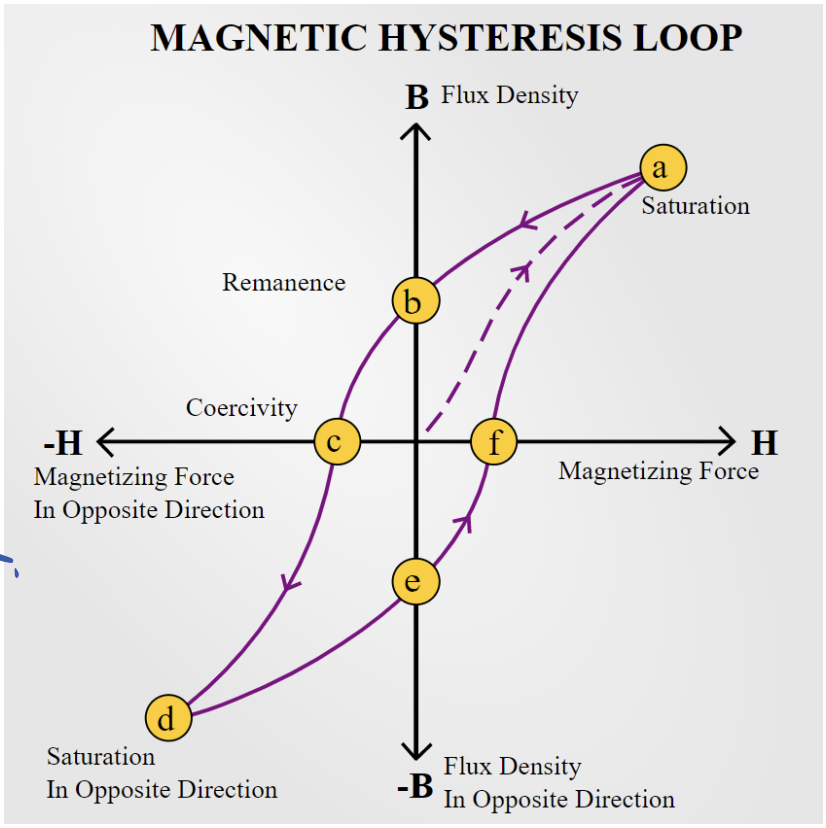 MAGNETIC HYSTERESIS LOOP
B Flux Density
a
Saturation
Remanence
b
Coercivity
-H
c
f
H
Magnetizing Force
In Opposite Direction
Magnetizing Force
e
d
Saturation
In Opposite Direction
-B
Flux Density
In Opposite Direction